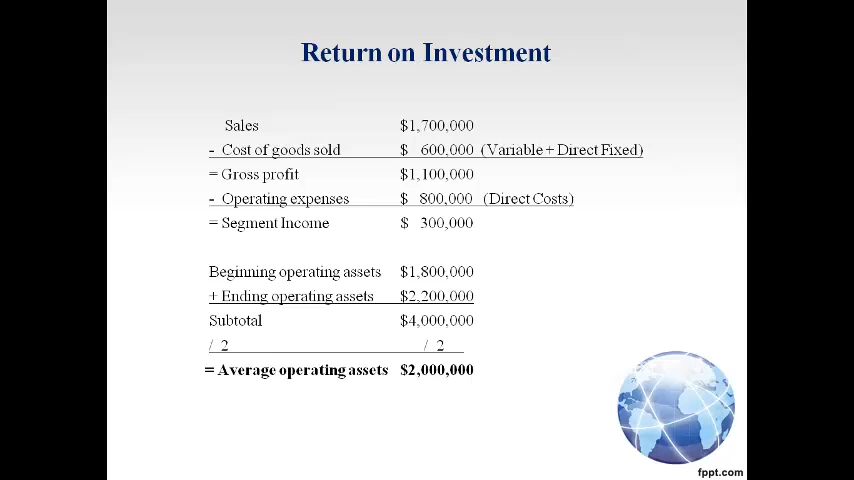 Return on Investment
Sales $1,700,000
- Cost of goods sold $ 600,000 (Variable + Direct Fixed)
= Gross profit $1,100,000
- Operating expenses $ 800,000 (Direct Costs)
= Segment Income $ 300,000
Beginning operating assets $1,800,000
+ Ending operating assets $2,200,000
Subtotal $4,000,000
/ 2 / 2
= Average operating assets $2,000,000
fppt.com